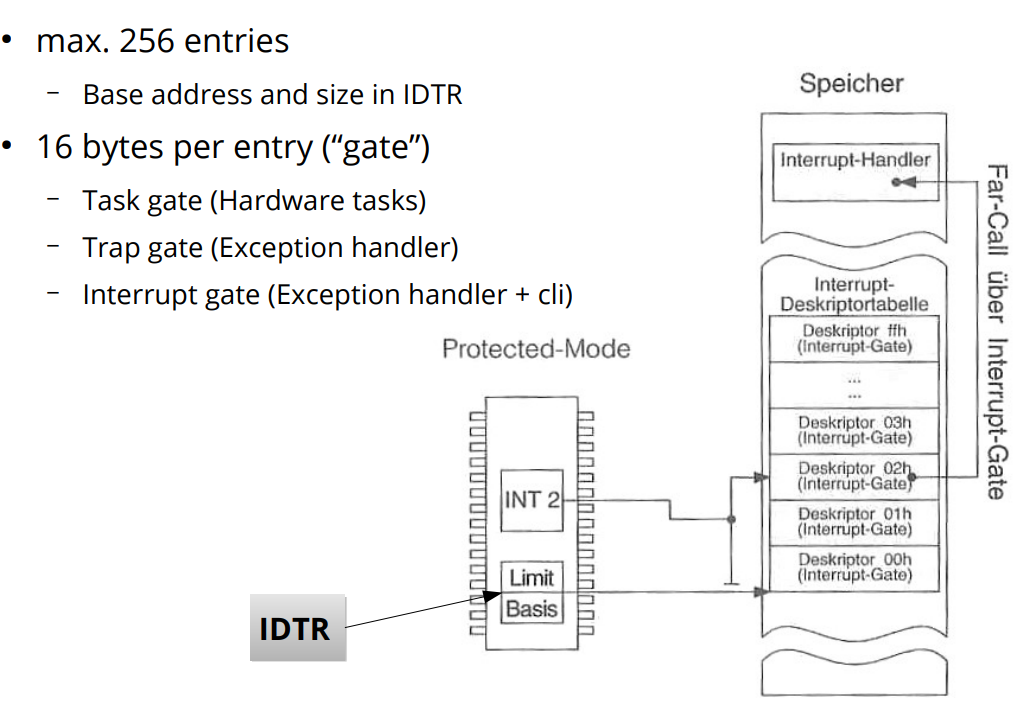 • max. 256 entries
– Base address and size in IDTR
• 16 bytes per entry (“gate”)
– Task gate (Hardware tasks)
– Trap gate (Exception handler)
– Interrupt gate (Exception handler + cli)
Protected-Mode
INT 2
Limit
Basis
IDTR
Speicher
Interrupt-Handler
Interrupt-
Deskriptortabelle
Deskriptor ffh
(Interrupt-Gate)
...
...
Deskriptor 03h
(Interrupt-Gate)
Deskriptor 02h
(Interrupt-Gate)
Deskriptor 01h
(Interrupt-Gate)
Deskriptor 00h
(Interrupt-Gate)
Far-Call über Interrupt-Gate